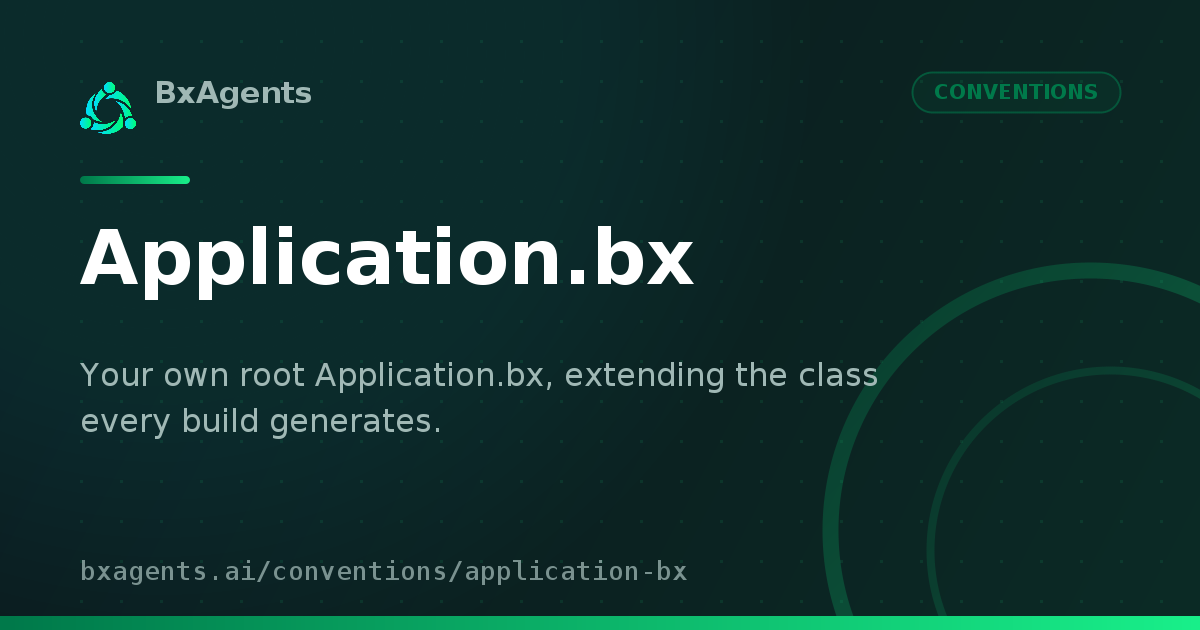 BxAgents
CONVENTIONS
Application.bx
Your own root Application.bx, extending the class
every build generates.
bxagents.ai/conventions/application-bx